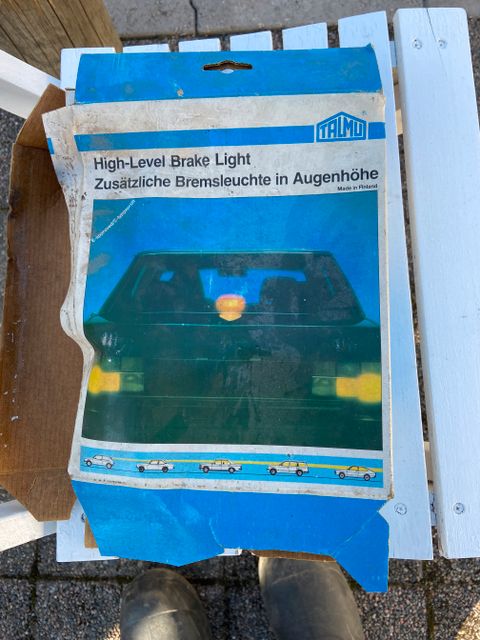 TALMU
High-Level Brake Light
Zusätzliche Bremsleuchte in Augenhöhe
Made in Finland